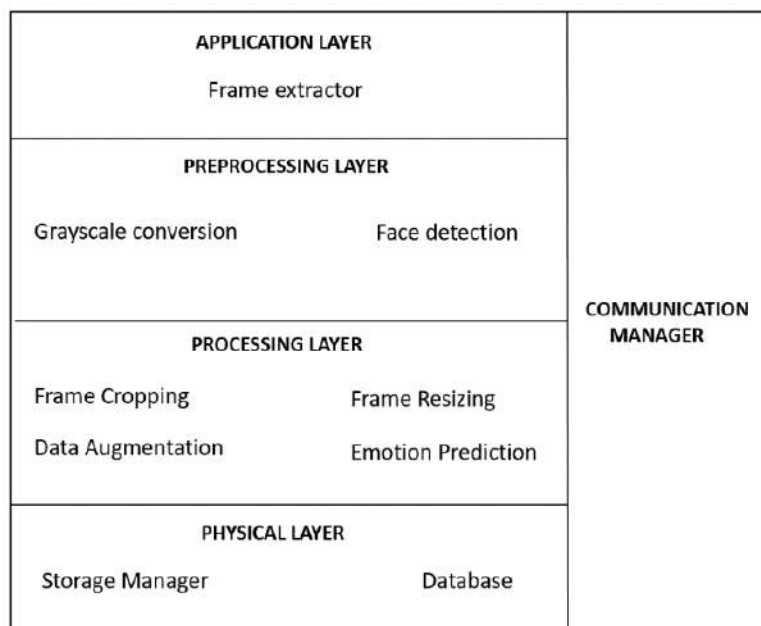 APPLICATION LAYER
Frame extractor
PREPROCESSING LAYER
Grayscale conversion
Face detection
PROCESSING LAYER
Frame Cropping
Frame Resizing
Data Augmentation
Emotion Prediction
PHYSICAL LAYER
Storage Manager
Database
COMMUNICATION
MANAGER